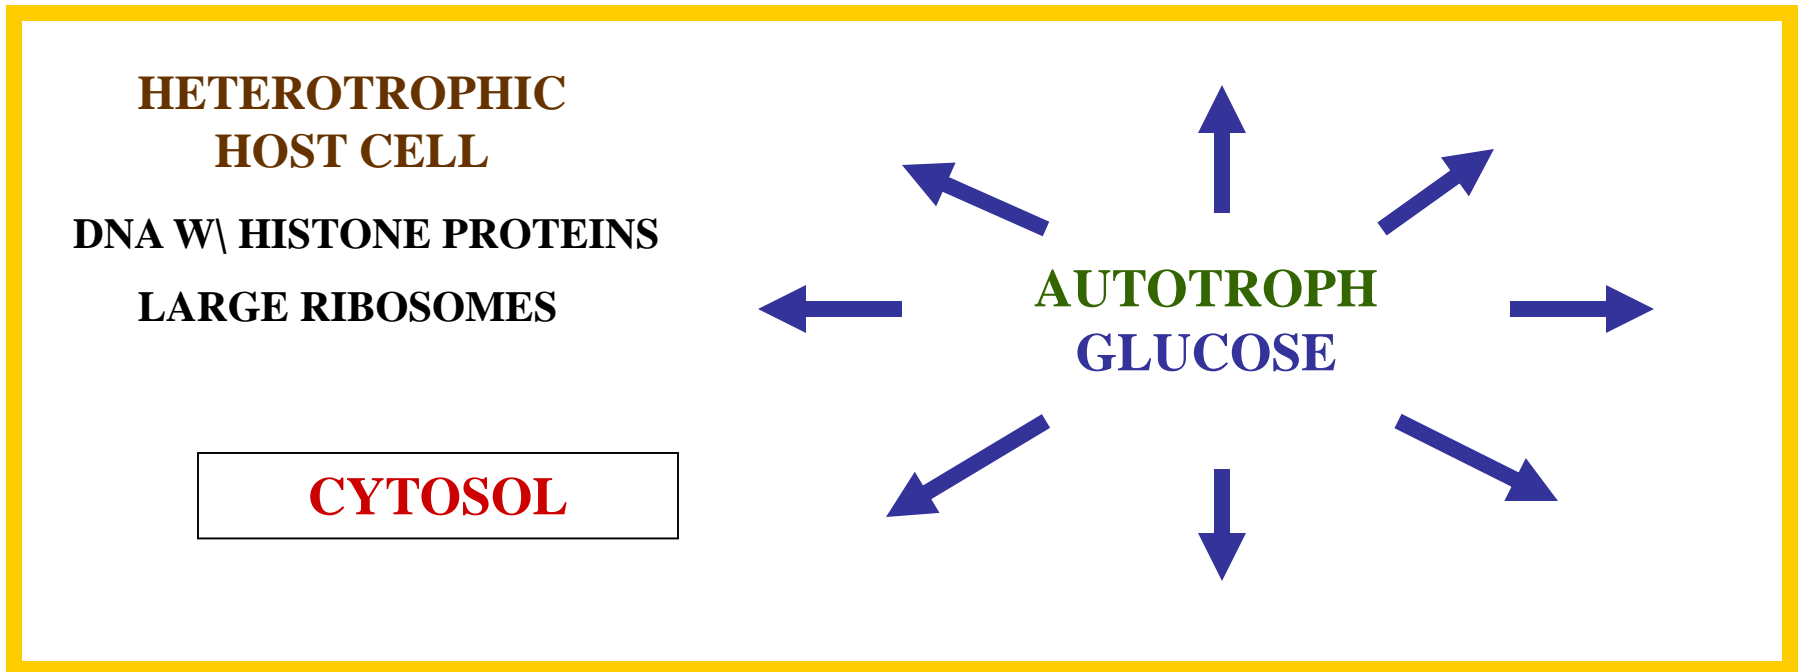 HETEROTROPHIC
HOST CELL
DNA W\ HISTONE PROTEINS
LARGE RIBOSOMES
CYTOSOL
AUTOTROPH
GLUCOSE